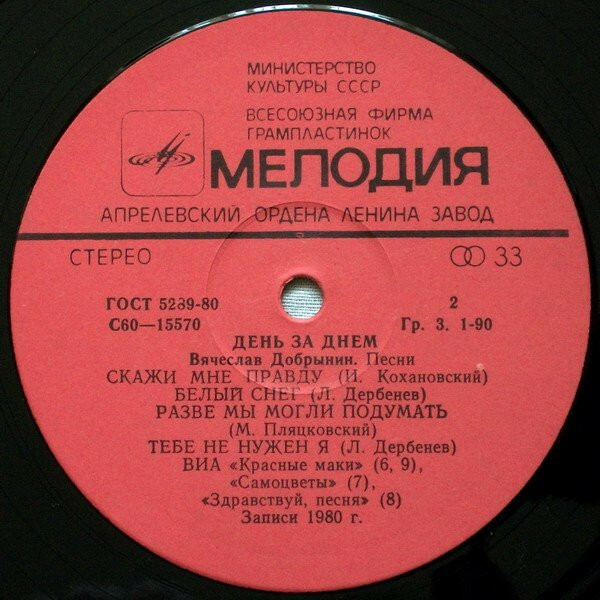 МИНИСТЕРСТВО
КУЛЬТУРЫ СССР
ВСЕСОЮЗНАЯ ФИРМА
ГРАМПЛАСТИНОК
МЕЛОДИЯ
АПРЕЛЕВСКИЙ ОРДЕНА ЛЕНИНА ЗАВОД
СТЕРЕО 33
ГОСТ 5289-80 2
С60—15570 Гр. 3. 1-90
ДЕНЬ ЗА ДНЕМ
Вячеслав Добрынин. Песни
СКАЖИ МНЕ ПРАВДУ (И. Кохановский)
БЕЛЫЙ СНЕГ (Л. Дербенев)
РАЗВЕ МЫ МОГЛИ ПОДУМАТЬ
(М. Пляцковский)
ТЕБЕ НЕ НУЖЕН Я (Л. Дербенев)
ВИА «Красные маки» (6, 9),
«Самоцветы» (7),
«Здравствуй, песня» (8)
Записи 1980 г.